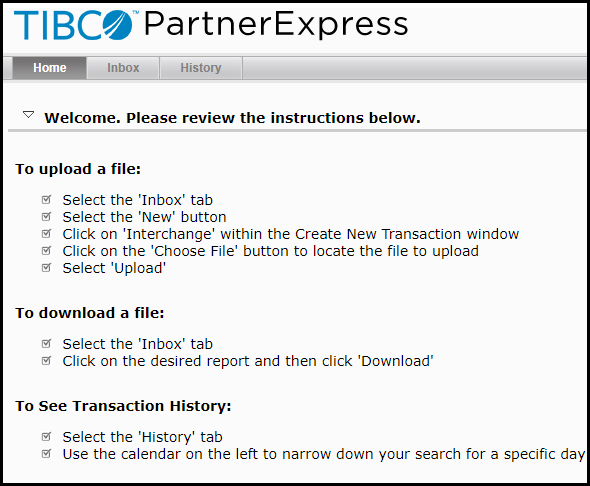 TIBCO™ PartnerExpress
Home Inbox History
Welcome. Please review the instructions below.
To upload a file:
Select the 'Inbox' tab
Select the 'New' button
Click on 'Interchange' within the Create New Transaction window
Click on the 'Choose File' button to locate the file to upload
Select 'Upload'
To download a file:
Select the 'Inbox' tab
Click on the desired report and then click 'Download'
To See Transaction History:
Select the 'History' tab
Use the calendar on the left to narrow down your search for a specific day